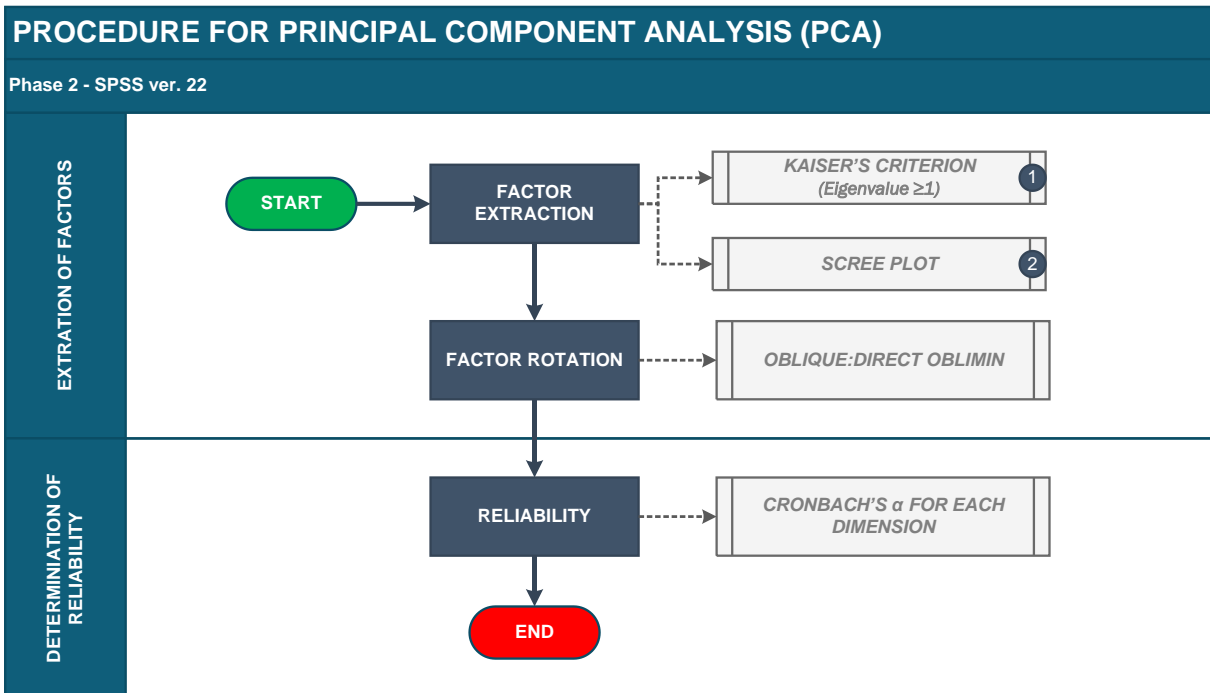 PROCEDURE FOR PRINCIPAL COMPONENT ANALYSIS (PCA)
Phase 2 - SPSS ver. 22
EXTRATION OF FACTORS
START
FACTOR
EXTRACTION
KAISER'S CRITERION
(Eigenvalue ≥1)
1
SCREE PLOT
2
FACTOR ROTATION
OBLIQUE:DIRECT OBLIMIN
DETERMINIATION OF
RELIABILITY
RELIABILITY
CRONBACH'S α FOR EACH
DIMENSION
END